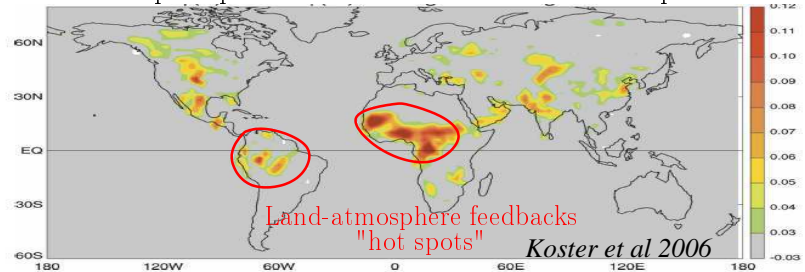 0.12
0.11
0.10
0.09
0.08
0.07
0.06
0.05
0.04
0.03
-0.03
60N
30N
EQ
30S
60S
180 120W 60W 0 60E 120E 180
Land-atmosphere feedbacks
"hot spots"
Koster et al 2006